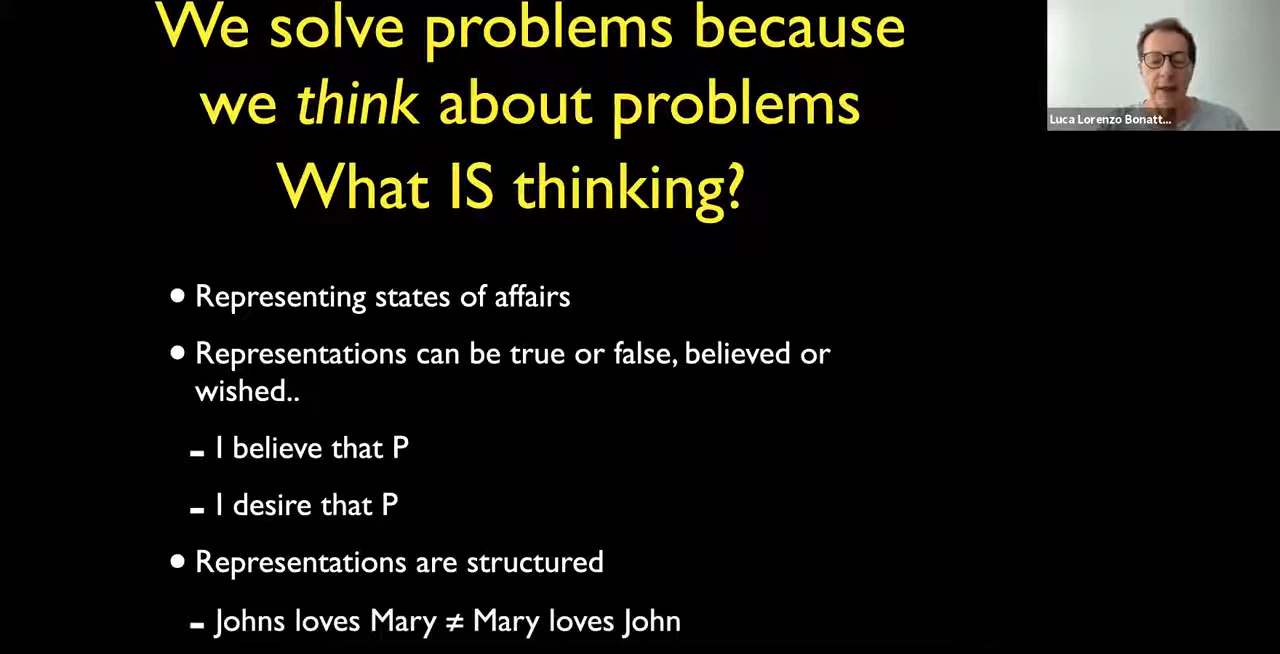 We solve problems because
we think about problems
What IS thinking?
Luca Lorenzo Bonatt...
• Representing states of affairs
• Representations can be true or false, believed or
wished..
- I believe that P
- I desire that P
• Representations are structured
- Johns loves Mary ≠ Mary loves John